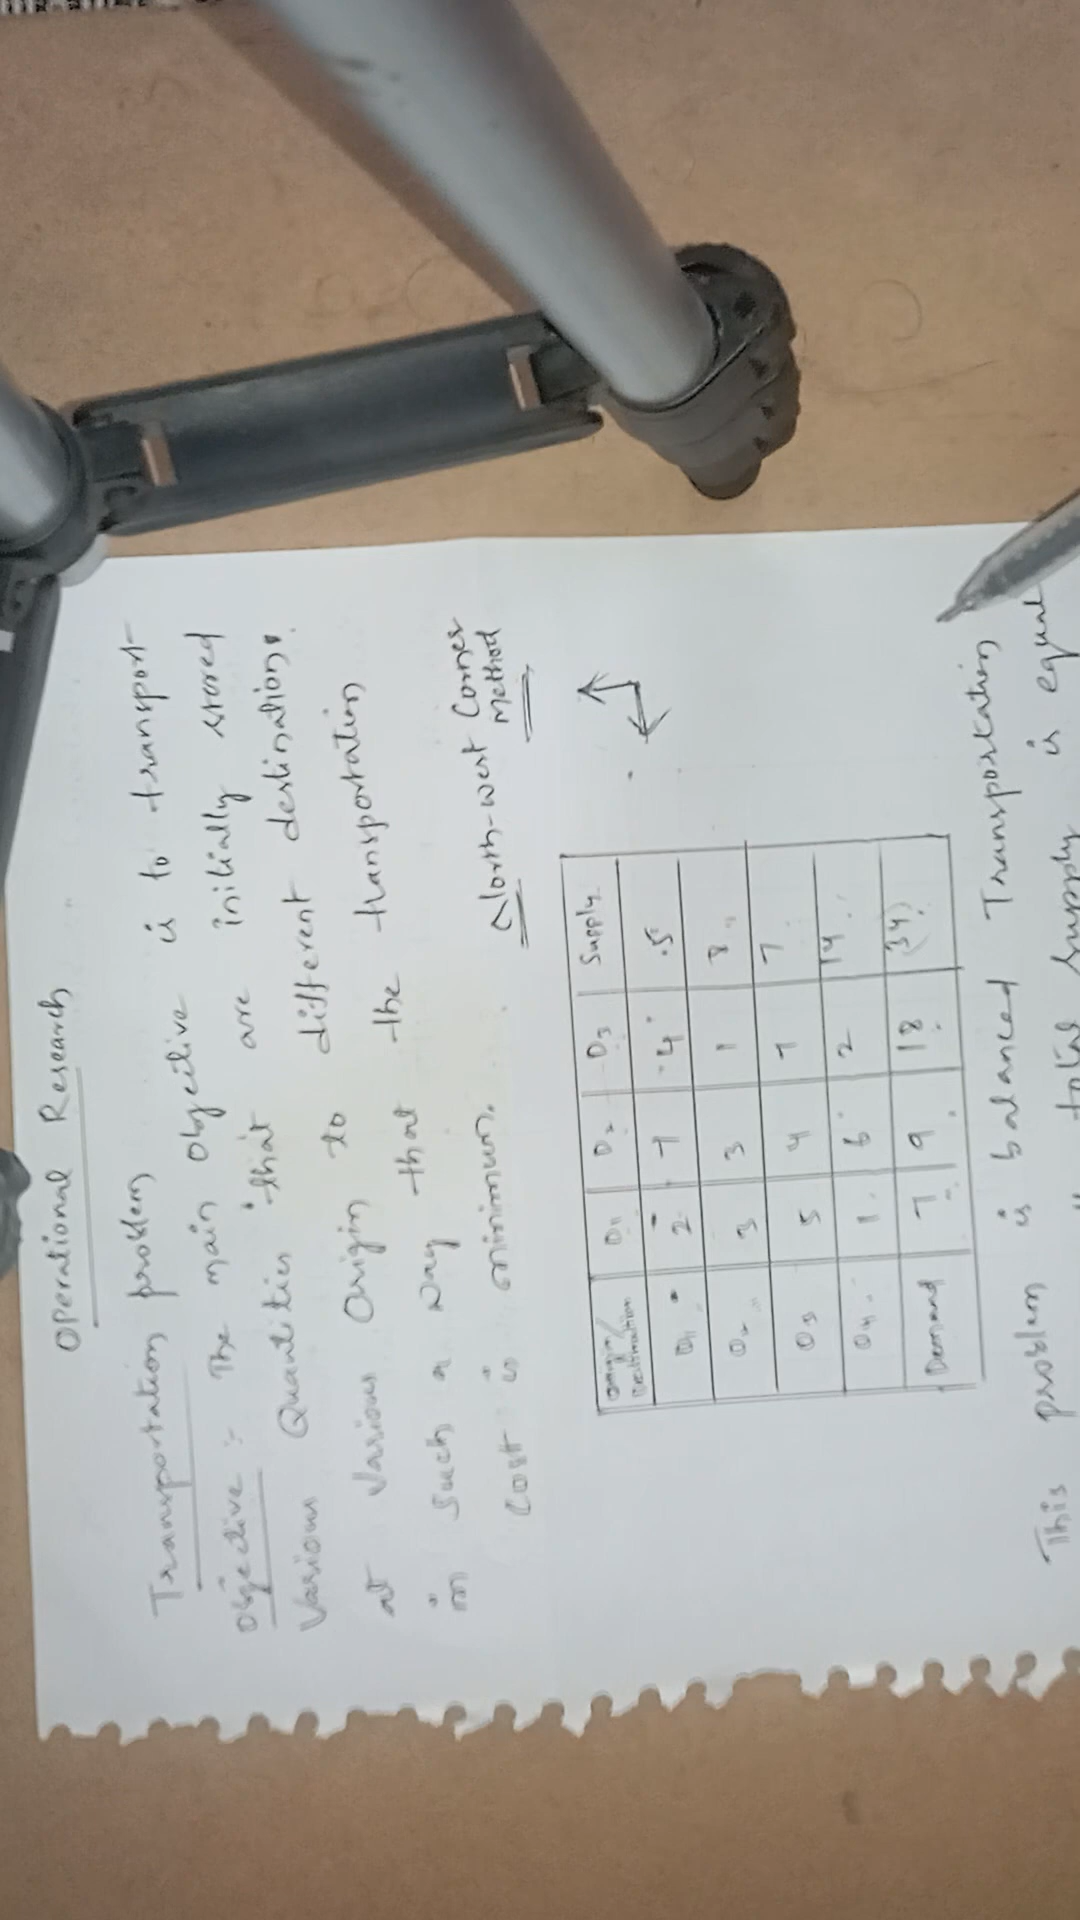 Operational Research
Transportation problem
Objective :- The main Objective is to transport
Various Quantities that are initially stored
at Various Origin to different destination.
in such a way that the transportation
cost is minimum.
North-west Corner
Method
Origin/ Destination D1 D2 D3 Supply
O1 2 7 4 5
O2 3 3 1 8
O3 5 4 7 7
O4 1 6 2 14
Demand 7 9 18 34
This problem is balanced Transportation
total supply is equal